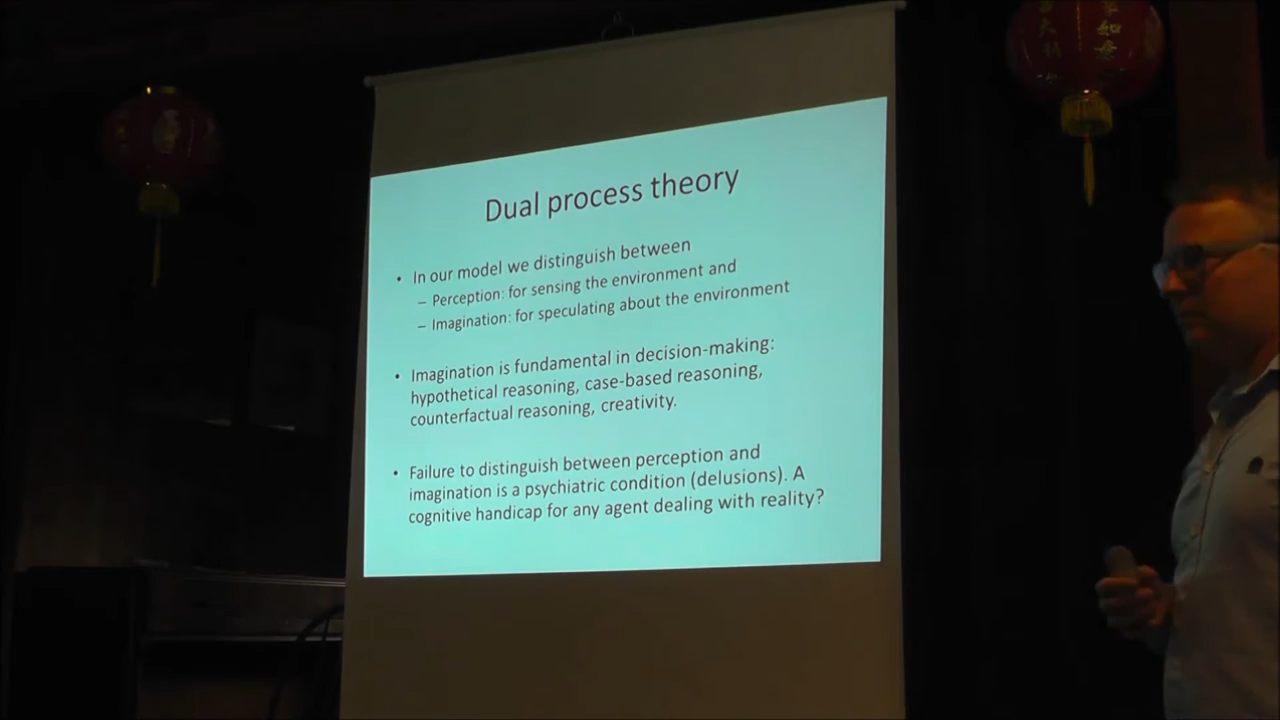 Dual process theory
• In our model we distinguish between
– Perception: for sensing the environment and
– Imagination: for speculating about the environment
• Imagination is fundamental in decision-making:
hypothetical reasoning, case-based reasoning,
counterfactual reasoning, creativity.
• Failure to distinguish between perception and
imagination is a psychiatric condition (delusions). A
cognitive handicap for any agent dealing with reality?
如意